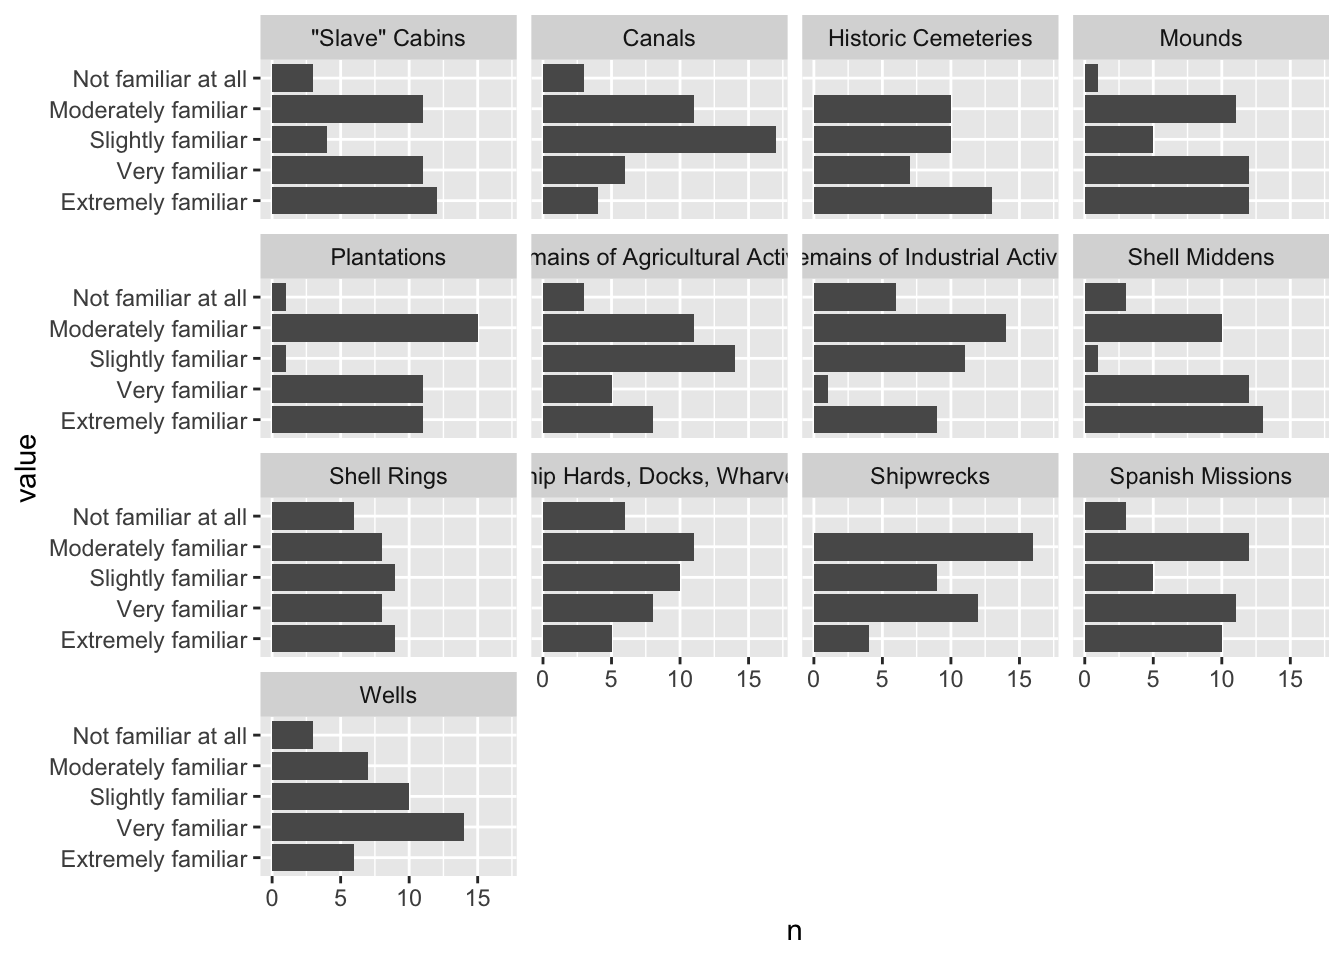 "Slave" Cabins
Canals
Historic Cemeteries
Mounds
Not familiar at all
Moderately familiar
Slightly familiar
Very familiar
Extremely familiar
Plantations
mains of Agricultural Activ
emains of Industrial Activ
Shell Middens
Not familiar at all
Moderately familiar
Slightly familiar
Very familiar
Extremely familiar
value
Shell Rings
hip Hards, Docks, Wharve
Shipwrecks
Spanish Missions
Not familiar at all
Moderately familiar
Slightly familiar
Very familiar
Extremely familiar
0 5 10 15
0 5 10 15
0 5 10 15
Wells
Not familiar at all
Moderately familiar
Slightly familiar
Very familiar
Extremely familiar
0 5 10 15
n